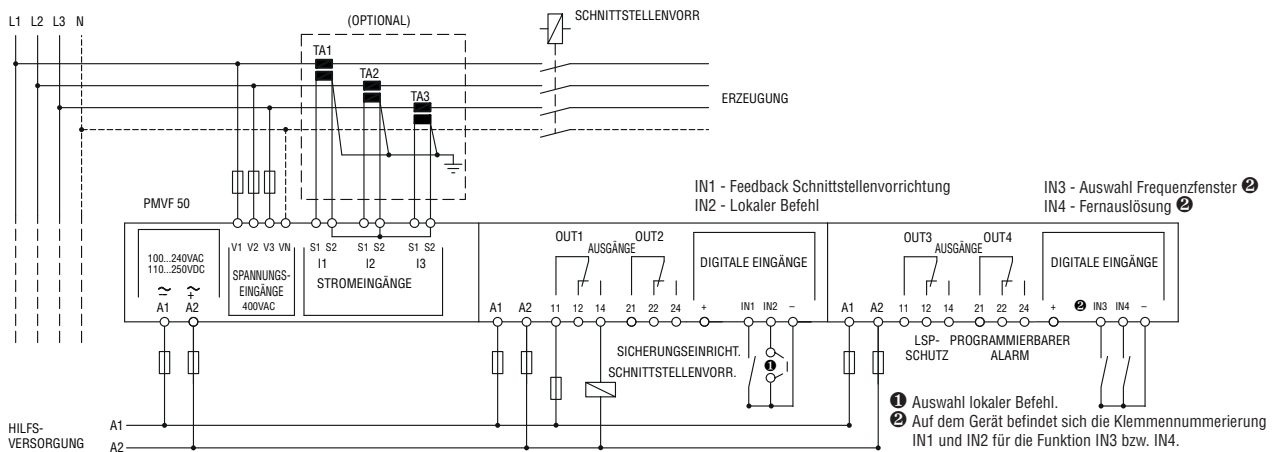 L1 L2 L3 N
(OPTIONAL)
SCHNITTSTELLENVORR
TA1
TA2
TA3
ERZEUGUNG
IN1 - Feedback Schnittstellenvorrichtung
IN2 - Lokaler Befehl
IN3 - Auswahl Frequenzfenster ❷
IN4 - Fernauslösung ❷
PMVF 50
100...240VAC
110...250VDC
A1 A2
V1 V2 V3 VN
SPANNUNGS-
EINGÄNGE
400VAC
S1 S2 S1 S2 S1 S2
I1 I2 I3
STROMEINGÄNGE
OUT1 OUT2
AUSGÄNGE
DIGITALE EINGÄNGE
A1 A2 11 12 14 21 22 24 + IN1 IN2 –
OUT3 OUT4
AUSGÄNGE
DIGITALE EINGÄNGE
A1 A2 11 12 14 21 22 24 + ❷ IN3 IN4 –
SICHERUNGSEINRICHT.
SCHNITTSTELLENVORR.
❶
LSP-
SCHUTZ
PROGRAMMIERBARER
ALARM
❶ Auswahl lokaler Befehl.
❷ Auf dem Gerät befindet sich die Klemmennummerierung
IN1 und IN2 für die Funktion IN3 bzw. IN4.
HILFS-
VERSORGUNG
A1
A2